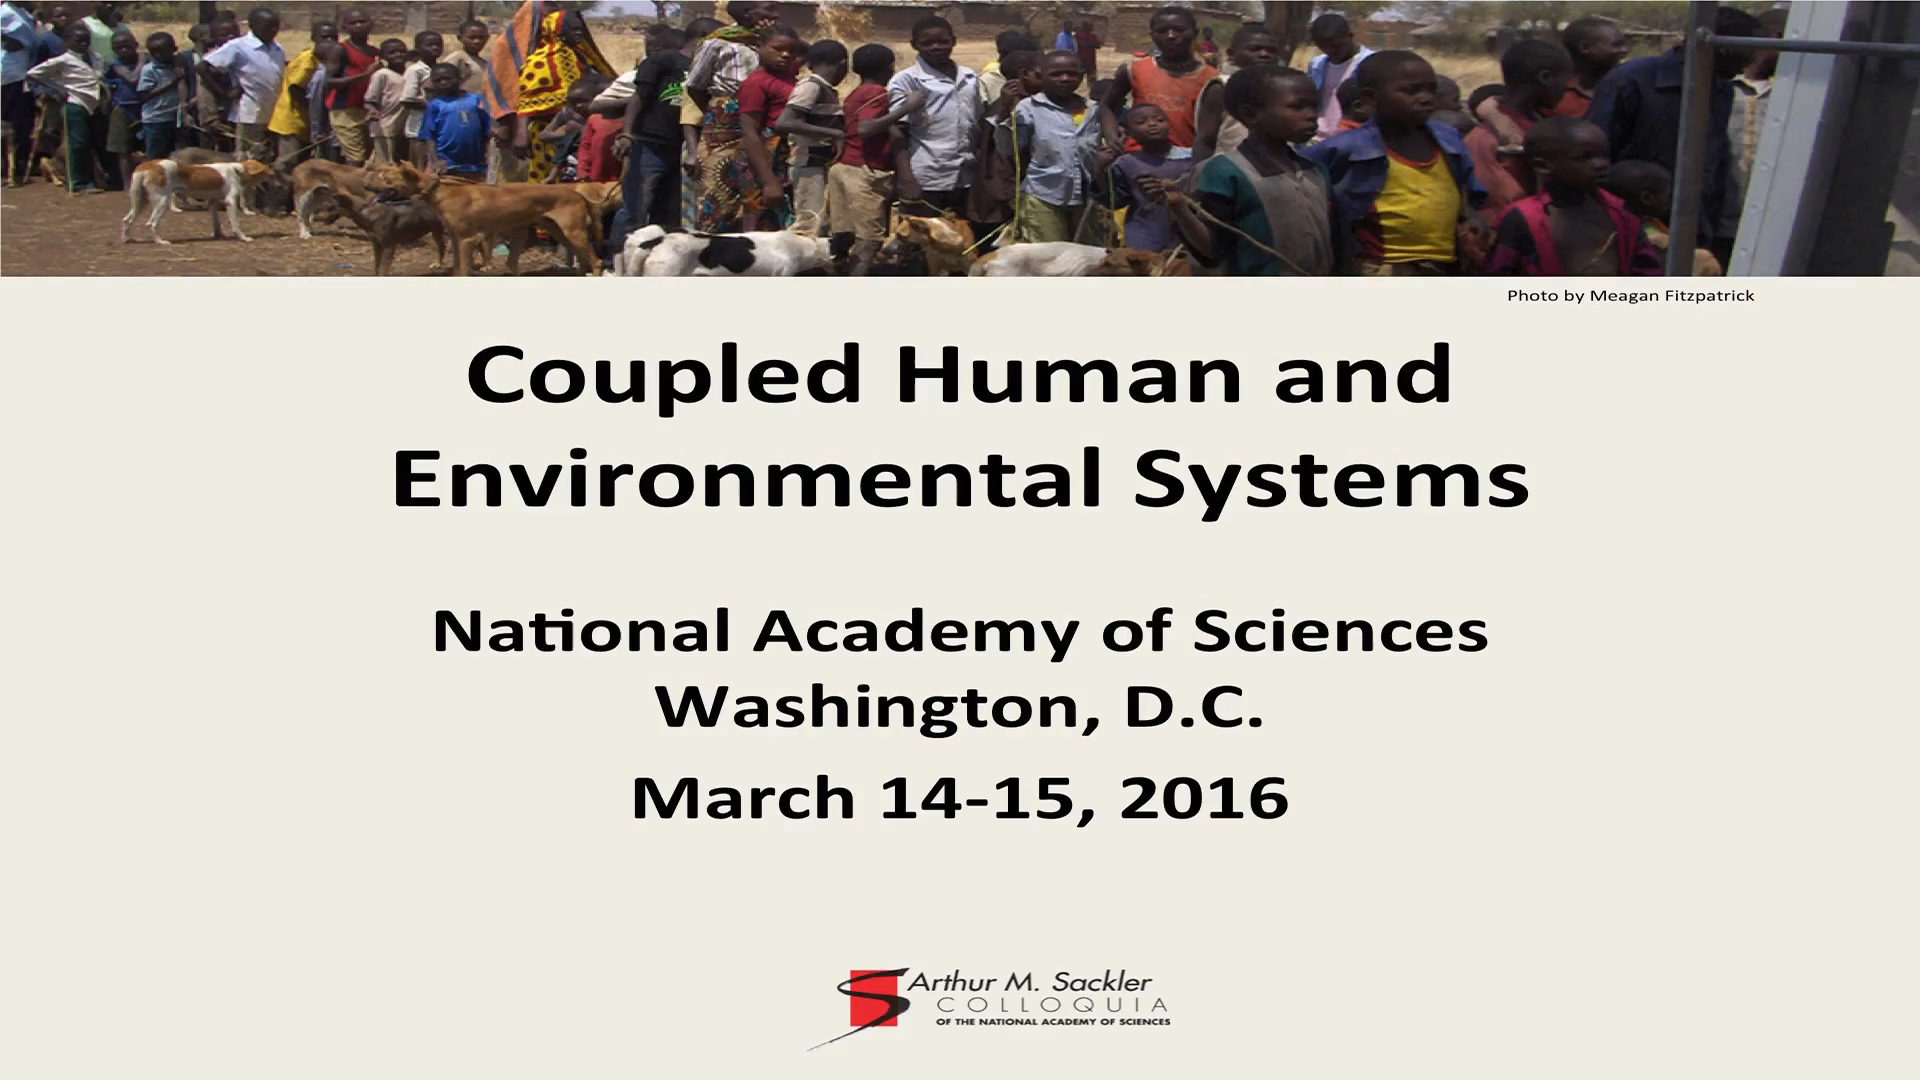 Photo by Meagan Fitzpatrick
Coupled Human and
Environmental Systems
National Academy of Sciences
Washington, D.C.
March 14-15, 2016
Arthur M. Sackler
COLLOQUIA
OF THE NATIONAL ACADEMY OF SCIENCES